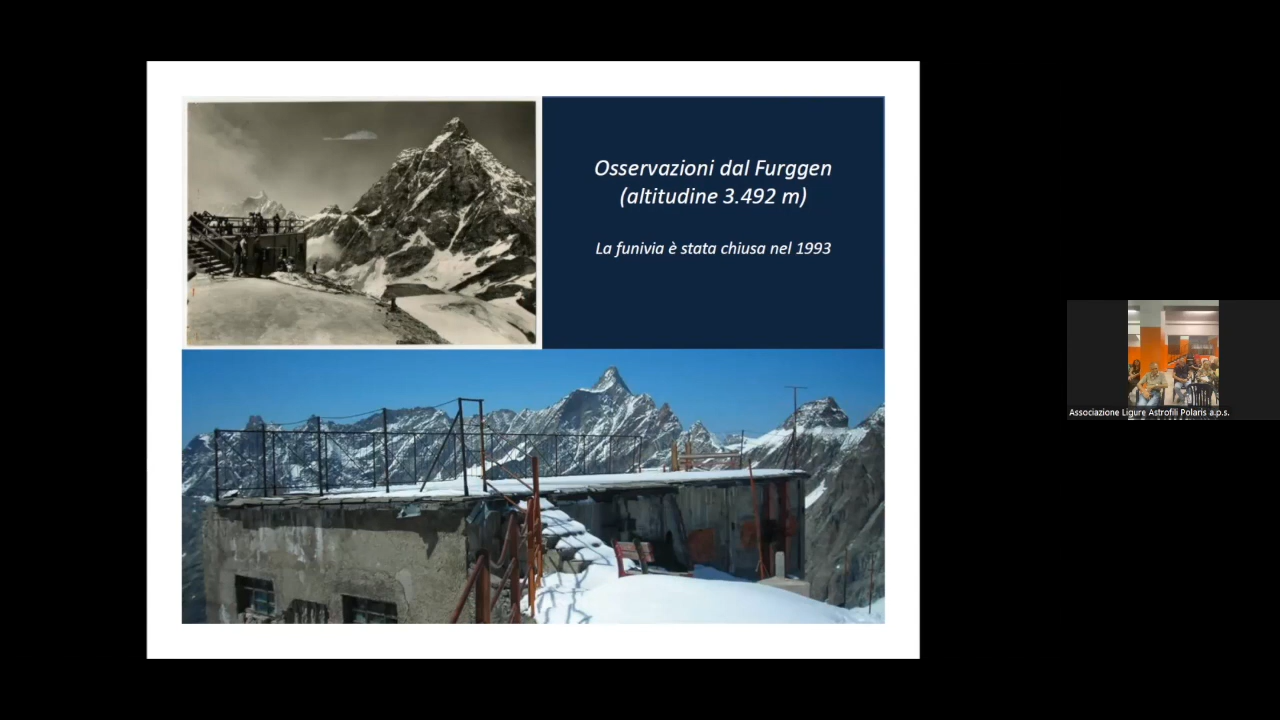 Osservazioni dal Furggen
(altitudine 3.492 m)
La funivia è stata chiusa nel 1993
Associazione Ligure Astrofili Polaris a.p.s.